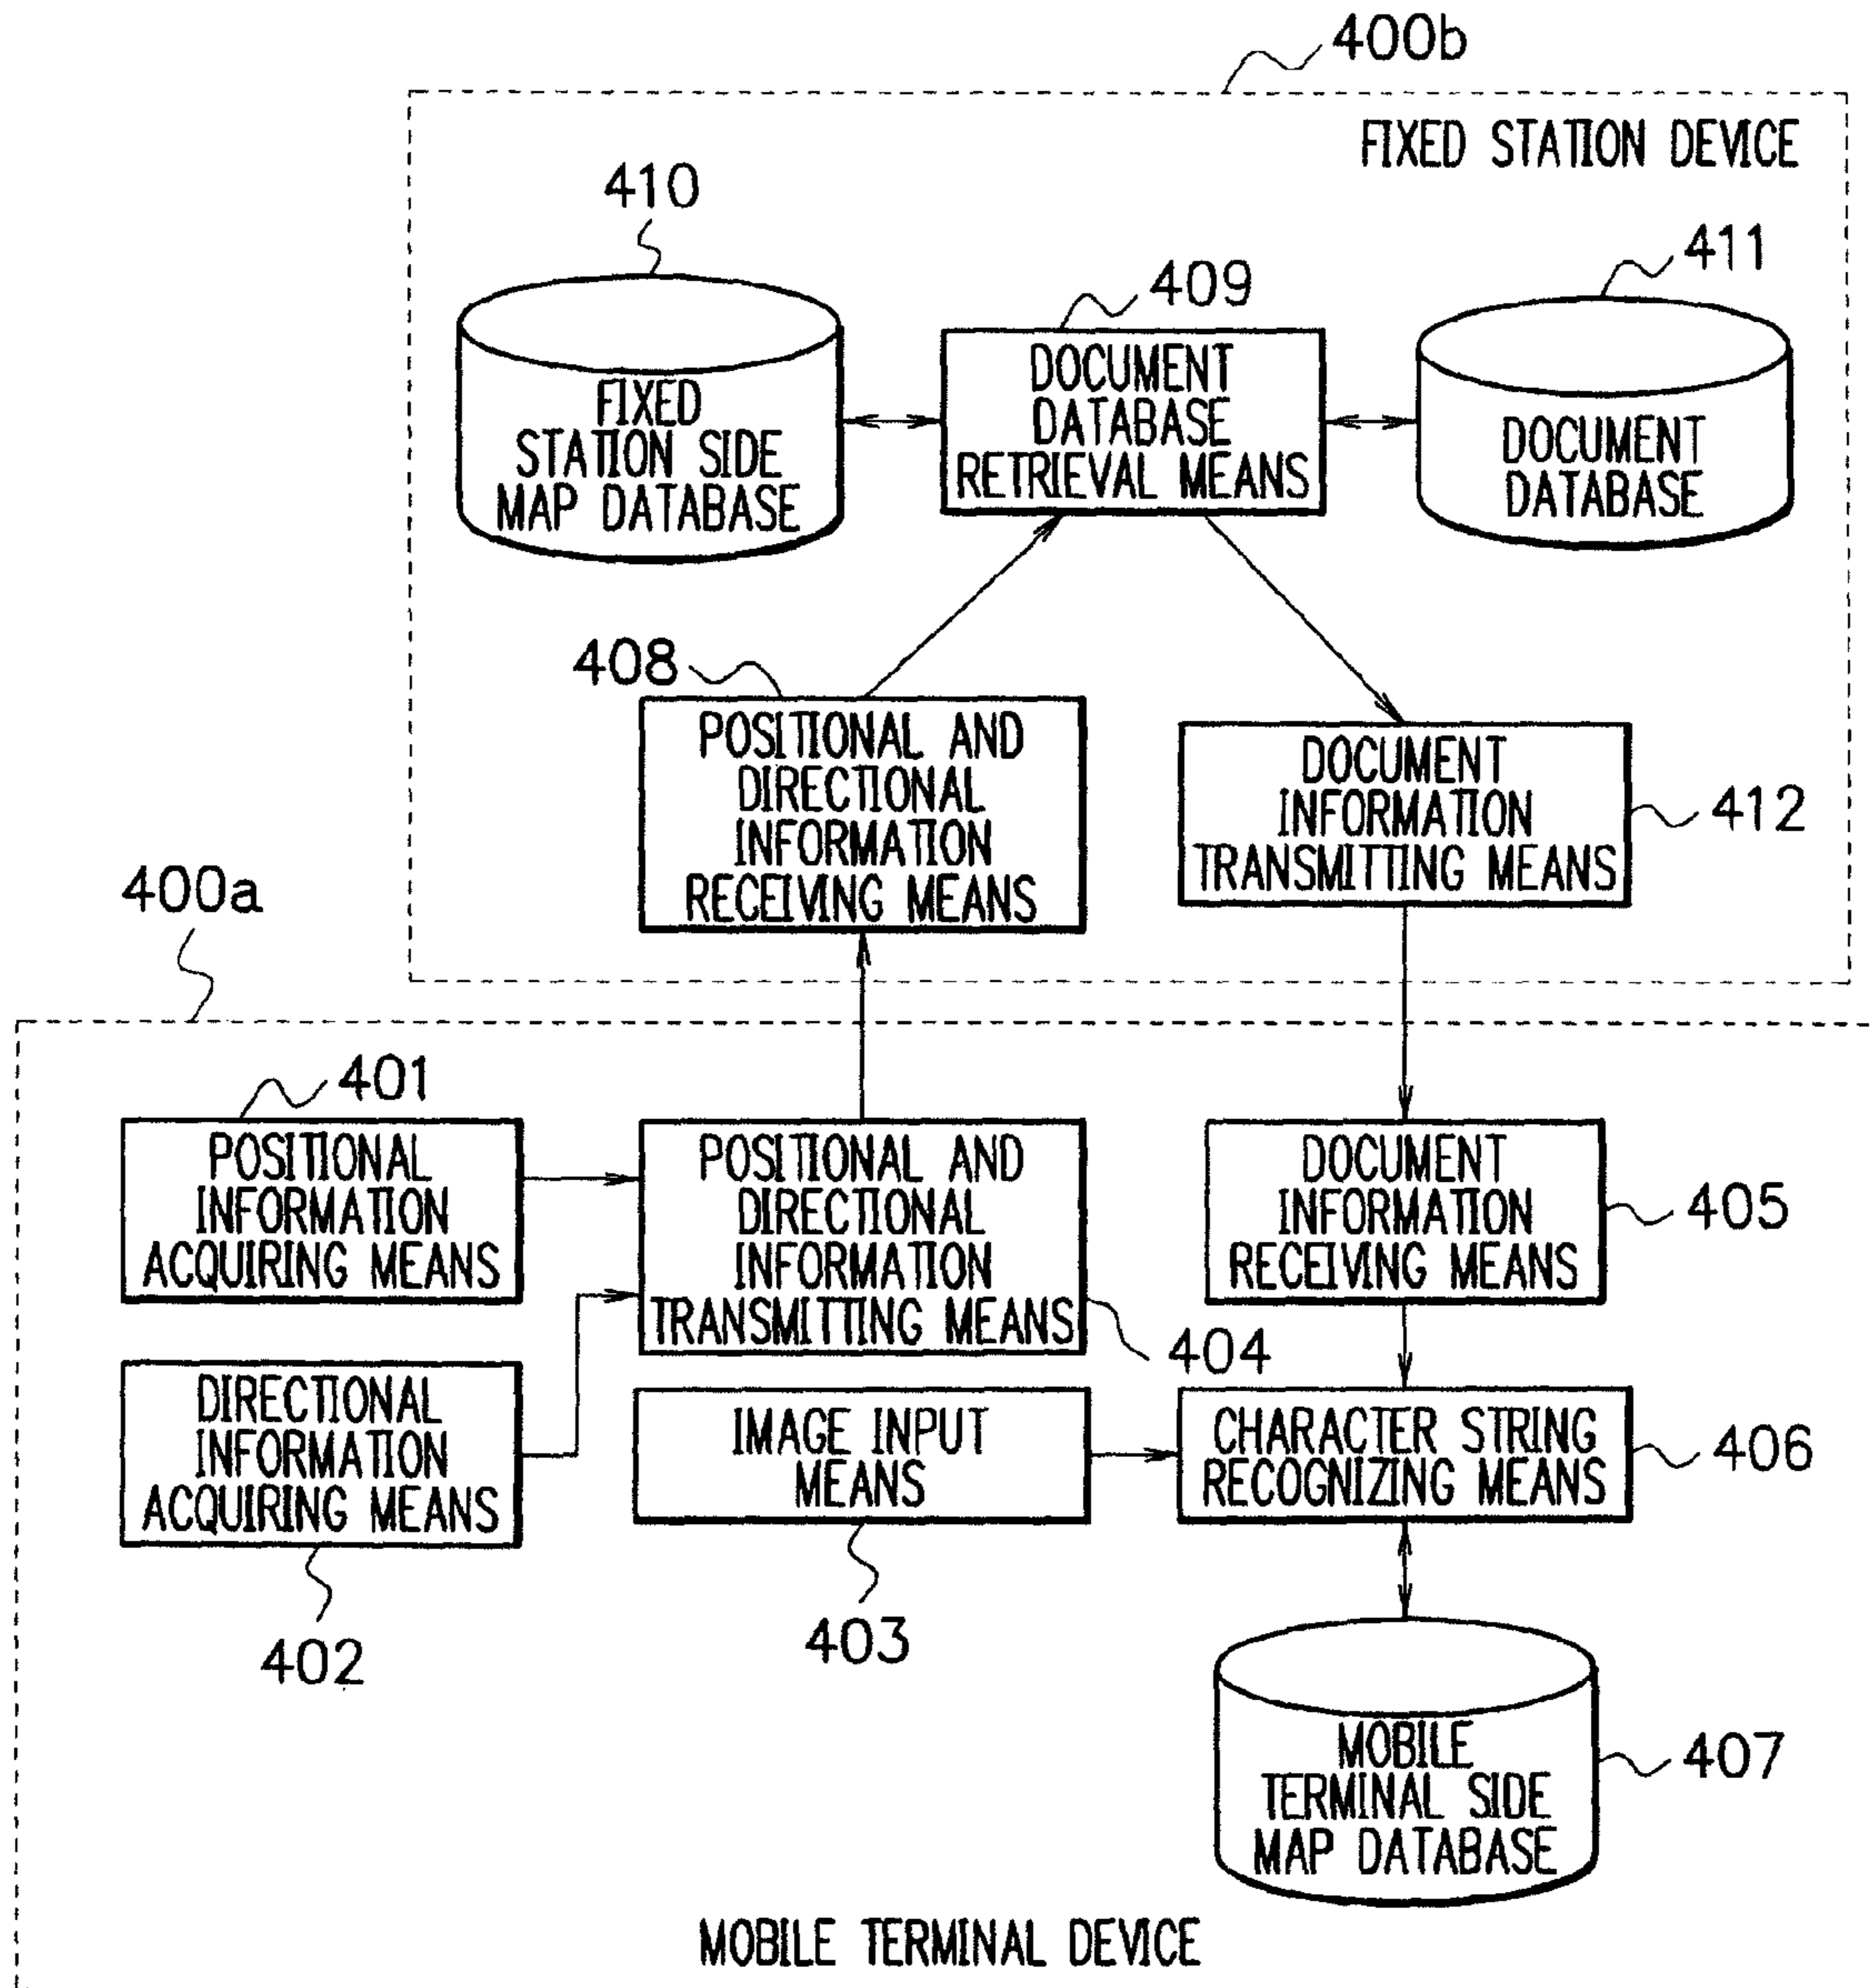 400b
FIXED STATION DEVICE
410
FIXED
STATION SIDE
MAP DATABASE
409
DOCUMENT
DATABASE
RETRIEVAL MEANS
411
DOCUMENT
DATABASE
408
POSITIONAL AND
DIRECTIONAL
INFORMATION
RECEIVING MEANS
DOCUMENT
INFORMATION
TRANSMITTING MEANS
412
400a
401
POSITIONAL
INFORMATION
ACQUIRING MEANS
POSITIONAL AND
DIRECTIONAL
INFORMATION
TRANSMITTING MEANS
404
DOCUMENT
INFORMATION
RECEIVING MEANS
405
DIRECTIONAL
INFORMATION
ACQUIRING MEANS
402
IMAGE INPUT
MEANS
403
CHARACTER STRING
RECOGNIZING MEANS
406
MOBILE
TERMINAL SIDE
MAP DATABASE
407
MOBILE TERMINAL DEVICE